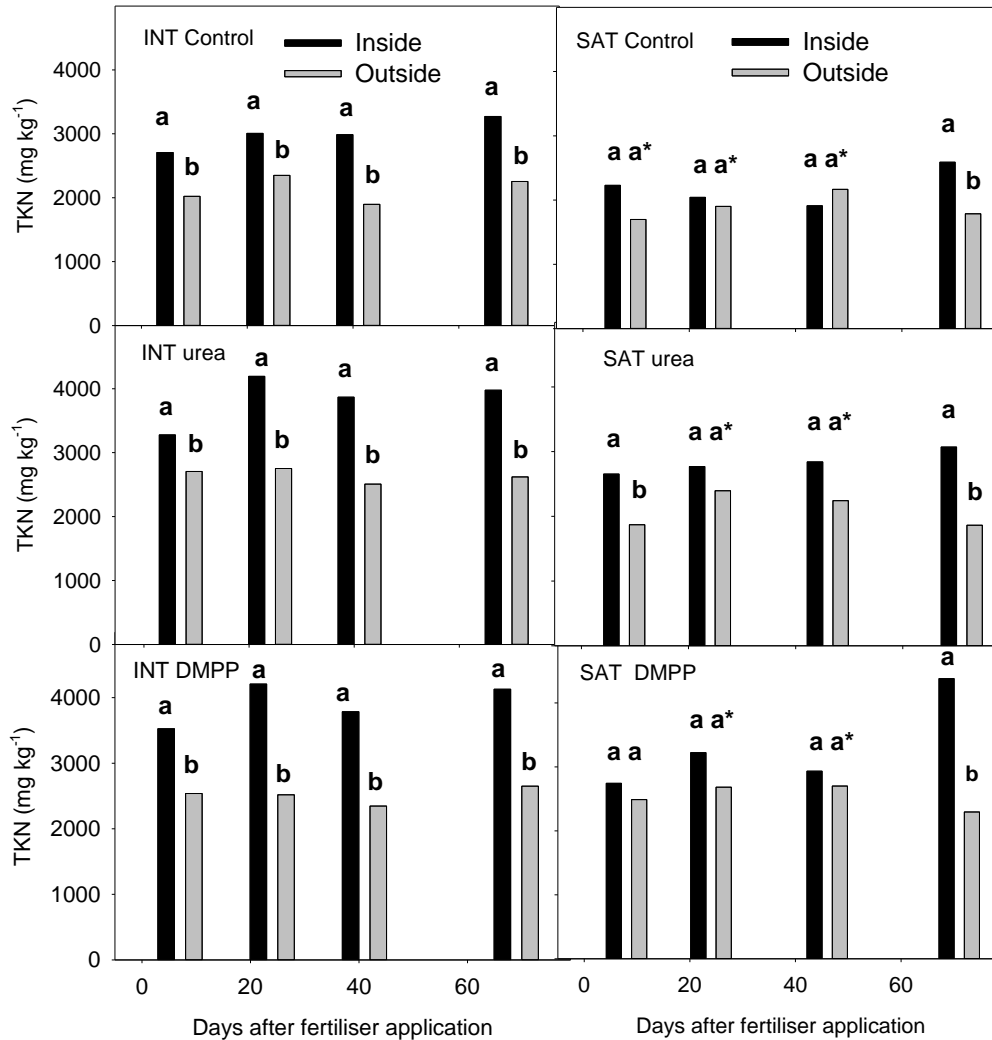 INT Control
Inside
Outside
4000
3000
2000
1000
0
TKN (mg kg-1)
a
b
a
b
a
b
a
b
SAT Control
Inside
Outside
a a*
a a*
a a*
a
b
INT urea
4000
3000
2000
1000
0
TKN (mg kg-1)
a
b
a
b
a
b
a
b
SAT urea
a
b
a a*
a a*
a
b
INT DMPP
4000
3000
2000
1000
0
TKN (mg kg-1)
a
b
a
b
a
b
a
b
SAT DMPP
a a
a a*
a a*
a
b
0 20 40 60
Days after fertiliser application
0 20 40 60
Days after fertiliser application